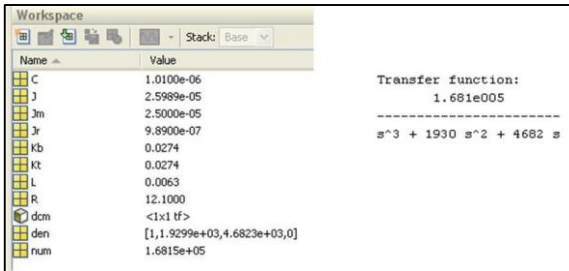 Workspace
Stack: Base
Name Value
C 1.0100e-06
J 2.5989e-05
Jm 2.5000e-05
Jr 9.8900e-07
Kb 0.0274
Kt 0.0274
L 0.0063
R 12.1000
dcm <1x1 tf>
den [1,1.9299e+03,4.6823e+03,0]
num 1.6815e+05
Transfer function:
1.681e005
-----------------------
s^3 + 1930 s^2 + 4682 s